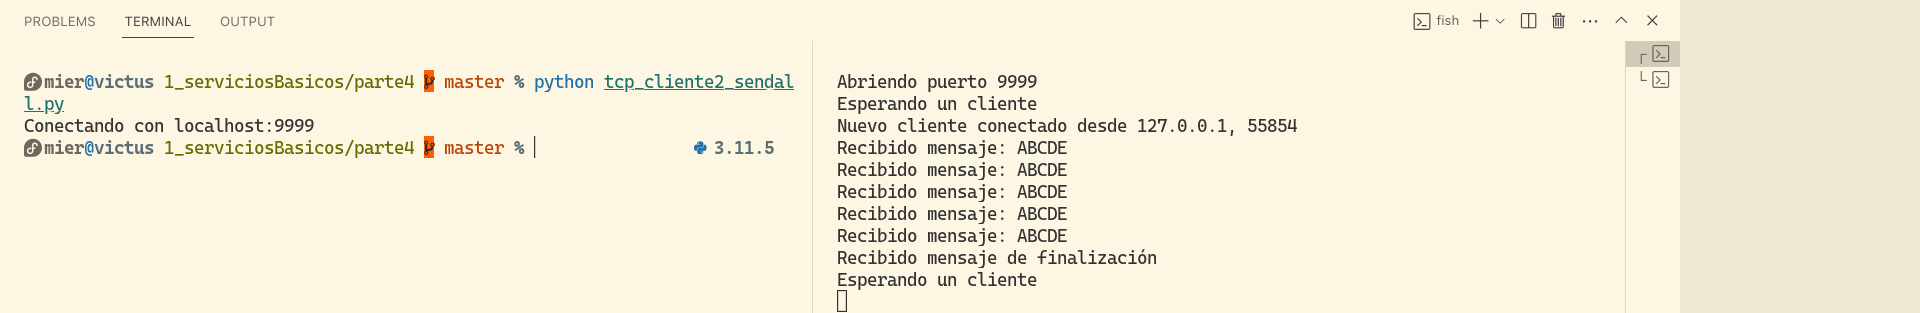 PROBLEMS TERMINAL OUTPUT
fish
mier@victus 1_serviciosBasicos/parte4 master % python tcp_cliente2_sendal
l.py
Conectando con localhost:9999
mier@victus 1_serviciosBasicos/parte4 master % 3.11.5
Abriendo puerto 9999
Esperando un cliente
Nuevo cliente conectado desde 127.0.0.1, 55854
Recibido mensaje: ABCDE
Recibido mensaje: ABCDE
Recibido mensaje: ABCDE
Recibido mensaje: ABCDE
Recibido mensaje: ABCDE
Recibido mensaje de finalización
Esperando un cliente